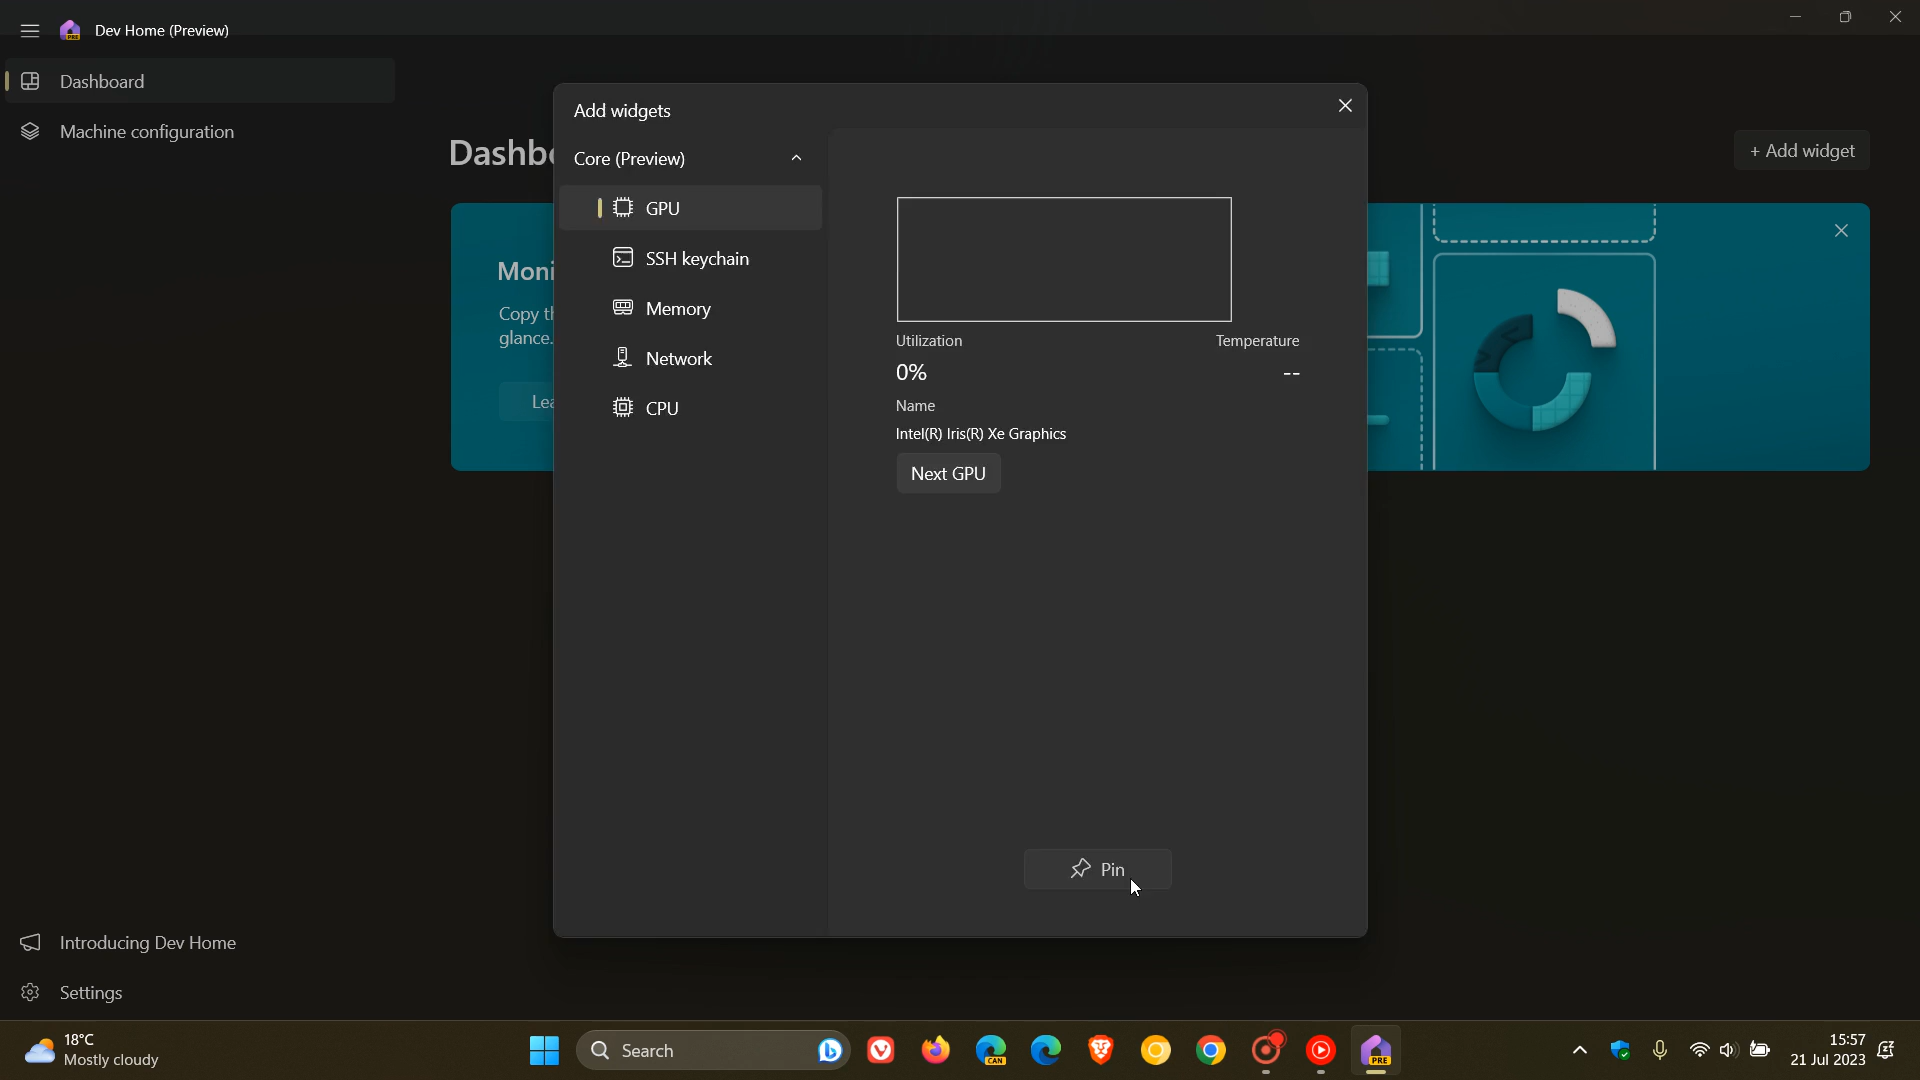 Dev Home (Preview)
Dashboard
Machine configuration
Dashb
+ Add widget
Moni
Copy t
glance.
Lea
Add widgets
Core (Preview)
GPU
SSH keychain
Memory
Network
CPU
Utilization
Temperature
0%
--
Name
Intel(R) Iris(R) Xe Graphics
Next GPU
Pin
Introducing Dev Home
Settings
18°C
Mostly cloudy
Search
CAN
PRE
15:57
21 Jul 2023